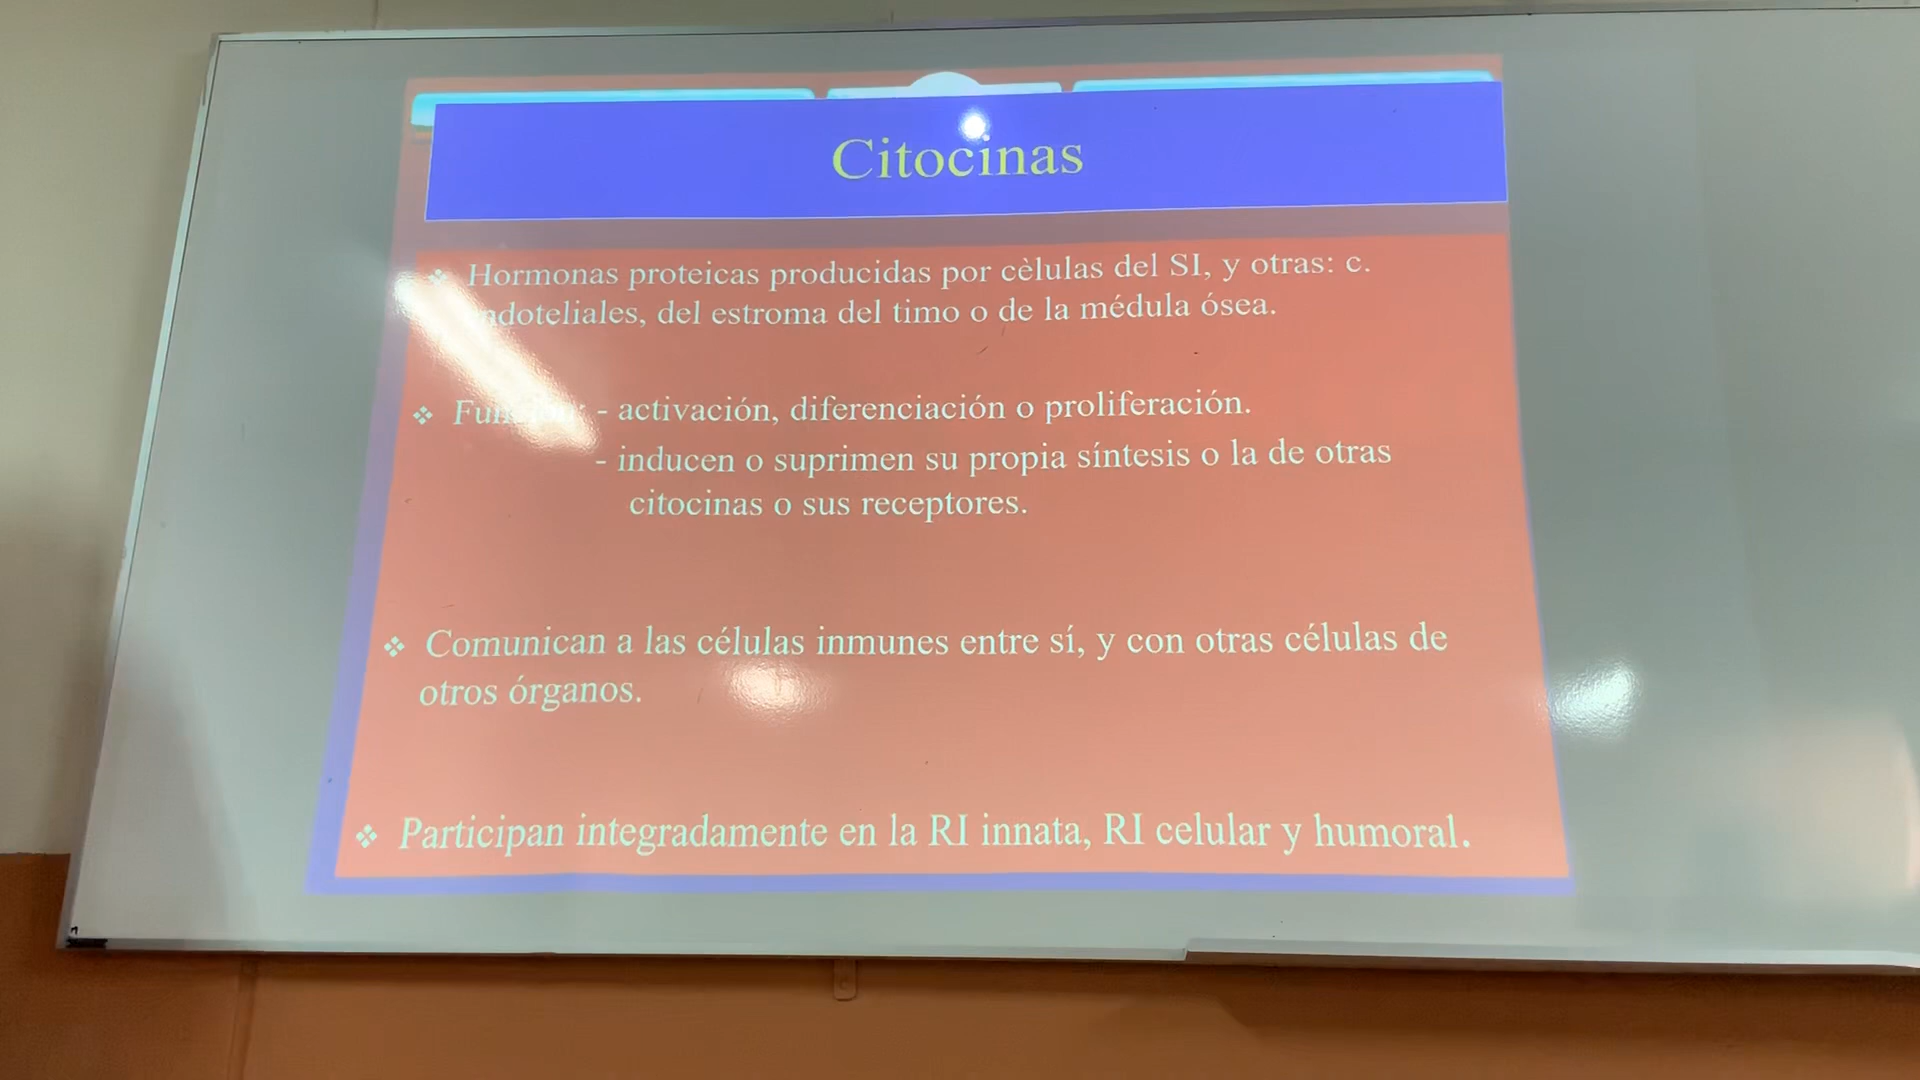 Citocinas
Hormonas proteicas producidas por cèlulas del SI, y otras: c.
endoteliales, del estroma del timo o de la médula ósea.
- activación, diferenciación o proliferación.
- inducen o suprimen su propia síntesis o la de otras
citocinas o sus receptores.
Comunican a las células inmunes entre sí, y con otras células de
otros órganos.
Participan integradamente en la RI innata, RI celular y humoral.